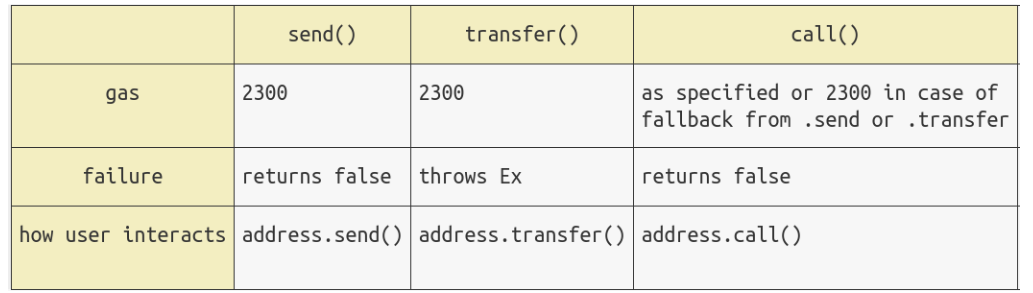 send() transfer() call()
gas 2300 2300 as specified or 2300 in case of
fallback from .send or .transfer
failure returns false throws Ex returns false
how user interacts address.send() address.transfer() address.call()